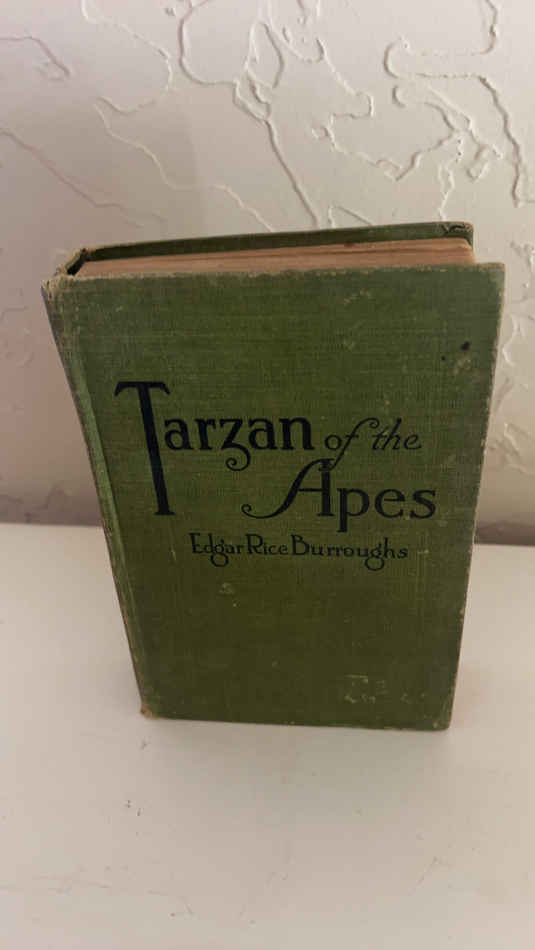 Tarzan of the
Apes
Edgar Rice Burroughs